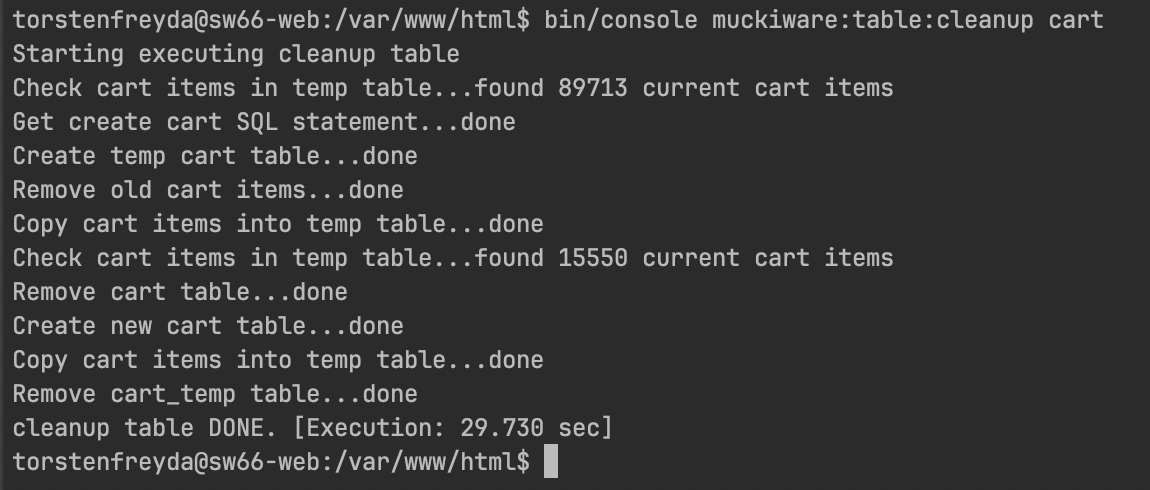 torstenfreyda@sw66-web:/var/www/html$ bin/console muckiware:table:cleanup cart
Starting executing cleanup table
Check cart items in temp table...found 89713 current cart items
Get create cart SQL statement...done
Create temp cart table...done
Remove old cart items...done
Copy cart items into temp table...done
Check cart items in temp table...found 15550 current cart items
Remove cart table...done
Create new cart table...done
Copy cart items into temp table...done
Remove cart_temp table...done
cleanup table DONE. [Execution: 29.730 sec]
torstenfreyda@sw66-web:/var/www/html$